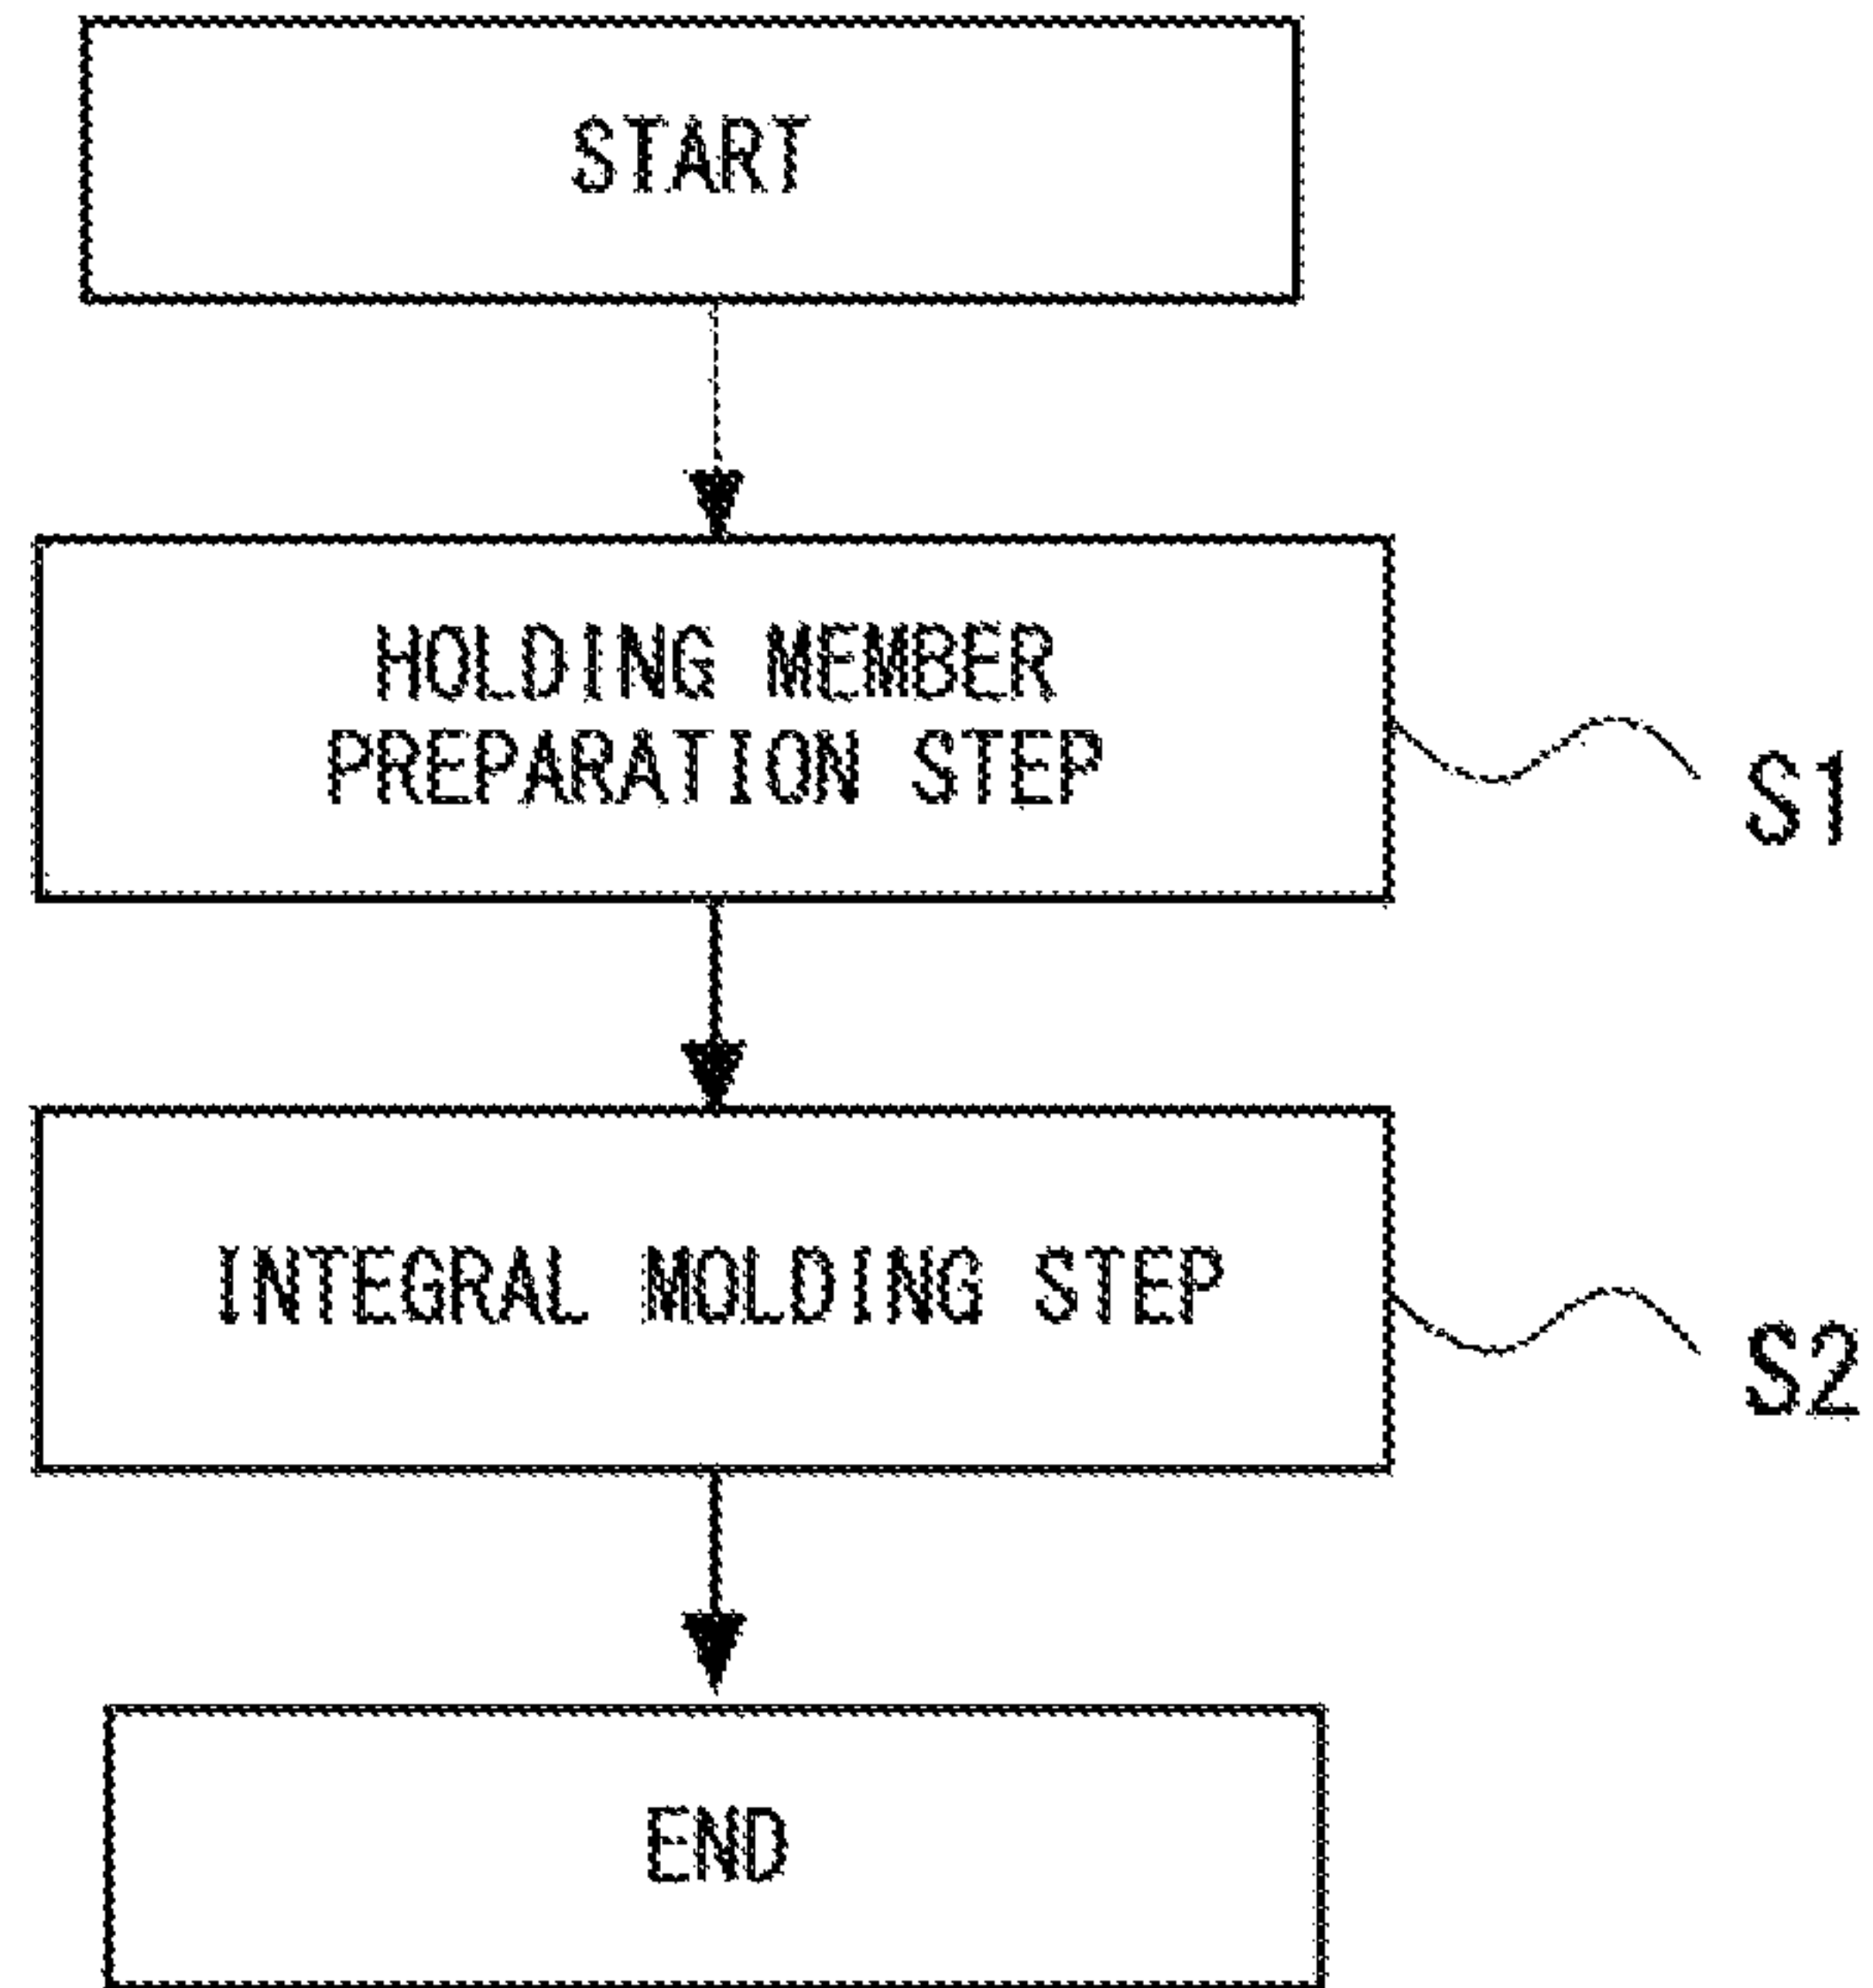 START
HOLDING MEMBER
PREPARATION STEP
S1
INTEGRAL MOLDING STEP
S2
END